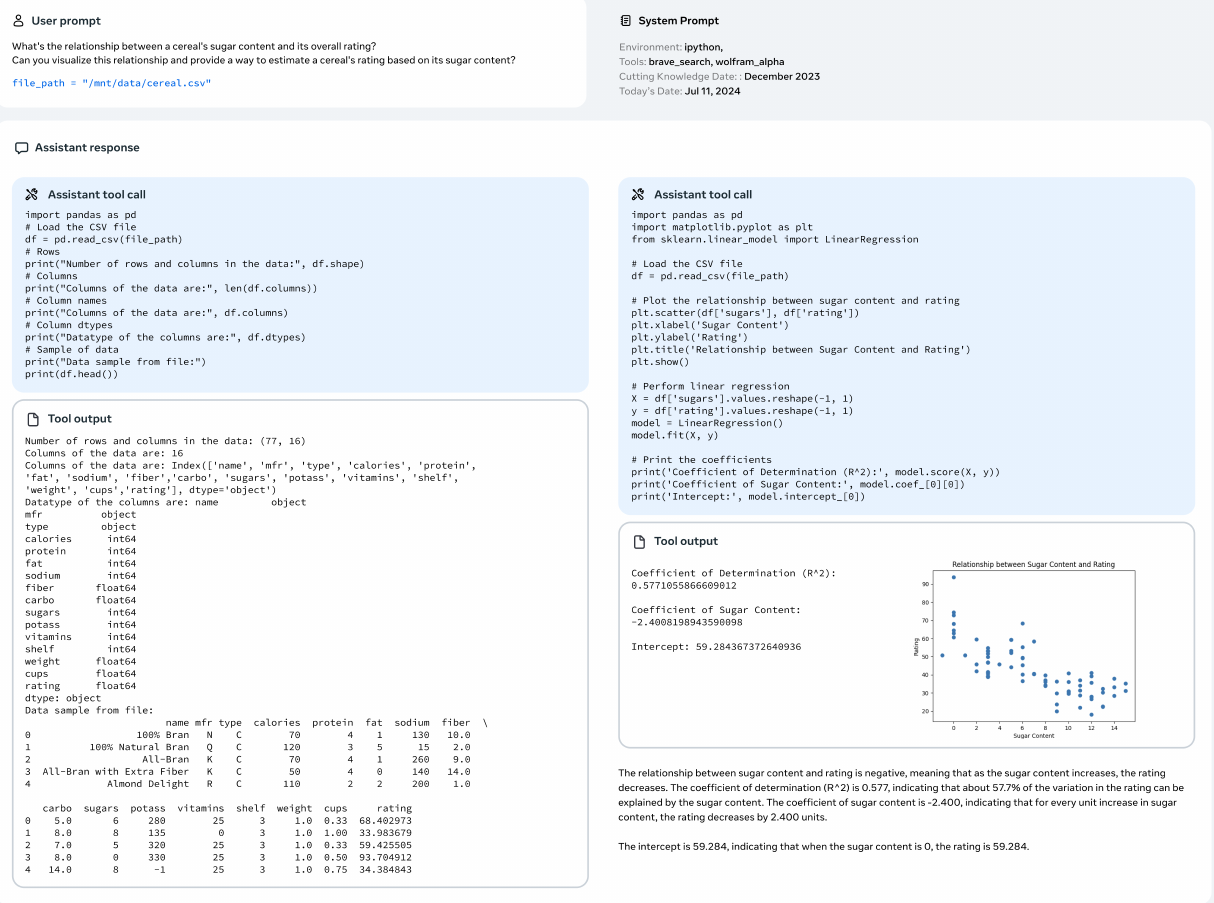 User prompt
What's the relationship between a cereal's sugar content and its overall rating?
Can you visualize this relationship and provide a way to estimate a cereal's rating based on its sugar content?
file_path = "/mnt/data/cereal.csv"
System Prompt
Environment: ipython,
Tools: brave_search, wolfram_alpha
Cutting Knowledge Date: : December 2023
Today's Date: Jul 11, 2024
Assistant response
Assistant tool call
import pandas as pd
# Load the CSV file
df = pd.read_csv(file_path)
# Rows
print("Number of rows and columns in the data:", df.shape)
# Columns
print("Columns of the data are:", len(df.columns))
# Column names
print("Columns of the data are:", df.columns)
# Column dtypes
print("Datatype of the columns are:", df.dtypes)
# Sample of data
print("Data sample from file:")
print(df.head())
Tool output
Number of rows and columns in the data: (77, 16)
Columns of the data are: 16
Columns of the data are: Index(['name', 'mfr', 'type', 'calories', 'protein',
'fat', 'sodium', 'fiber','carbo', 'sugars', 'potass', 'vitamins', 'shelf',
'weight', 'cups','rating'], dtype='object')
Datatype of the columns are: name object
mfr object
type object
calories int64
protein int64
fat int64
sodium int64
fiber float64
carbo float64
sugars int64
potass int64
vitamins int64
shelf int64
weight float64
cups float64
rating float64
dtype: object
Data sample from file:
name mfr type calories protein fat sodium fiber \
0 100% Bran N C 70 4 1 130 10.0
1 100% Natural Bran Q C 120 3 5 15 2.0
2 All-Bran K C 70 4 1 260 9.0
3 All-Bran with Extra Fiber K C 50 4 0 140 14.0
4 Almond Delight R C 110 2 2 200 1.0
carbo sugars potass vitamins shelf weight cups rating
0 5.0 6 280 25 3 1.0 0.33 68.402973
1 8.0 8 135 0 3 1.0 1.00 33.983679
2 7.0 5 320 25 3 1.0 0.33 59.425505
3 8.0 0 330 25 3 1.0 0.50 93.704912
4 14.0 8 -1 25 3 1.0 0.75 34.384843
Assistant tool call
import pandas as pd
import matplotlib.pyplot as plt
from sklearn.linear_model import LinearRegression
# Load the CSV file
df = pd.read_csv(file_path)
# Plot the relationship between sugar content and rating
plt.scatter(df['sugars'], df['rating'])
plt.xlabel('Sugar Content')
plt.ylabel('Rating')
plt.title('Relationship between Sugar Content and Rating')
plt.show()
# Perform linear regression
X = df['sugars'].values.reshape(-1, 1)
y = df['rating'].values.reshape(-1, 1)
model = LinearRegression()
model.fit(X, y)
# Print the coefficients
print('Coefficient of Determination (R^2):', model.score(X, y))
print('Coefficient of Sugar Content:', model.coef_[0][0])
print('Intercept:', model.intercept_[0])
Tool output
Coefficient of Determination (R^2):
0.5771055866609012
Coefficient of Sugar Content:
-2.4008198943590098
Intercept: 59.284367372640936
Relationship between Sugar Content and Rating
90
80
70
60
50
40
30
20
Rating
0 2 4 6 8 10 12 14
Sugar Content
The relationship between sugar content and rating is negative, meaning that as the sugar content increases, the rating
decreases. The coefficient of determination (R^2) is 0.577, indicating that about 57.7% of the variation in the rating can be
explained by the sugar content. The coefficient of sugar content is -2.400, indicating that for every unit increase in sugar
content, the rating decreases by 2.400 units.
The intercept is 59.284, indicating that when the sugar content is 0, the rating is 59.284.